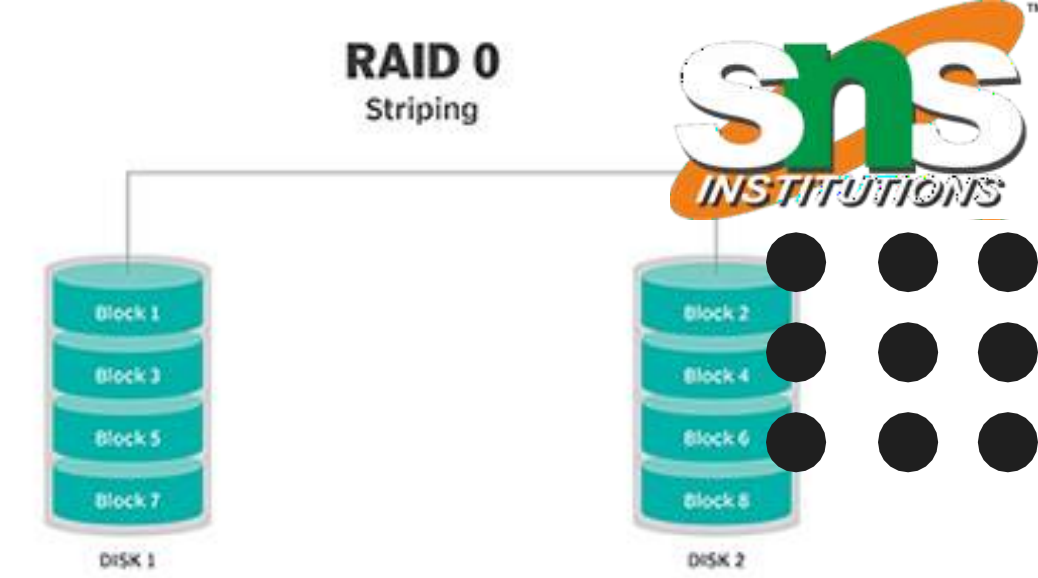 RAID 0
Striping
sns
INSTITUTIONS
TM
Block 1
Block 2
Block 3
Block 4
Block 5
Block 6
Block 7
Block 8
DISK 1
DISK 2